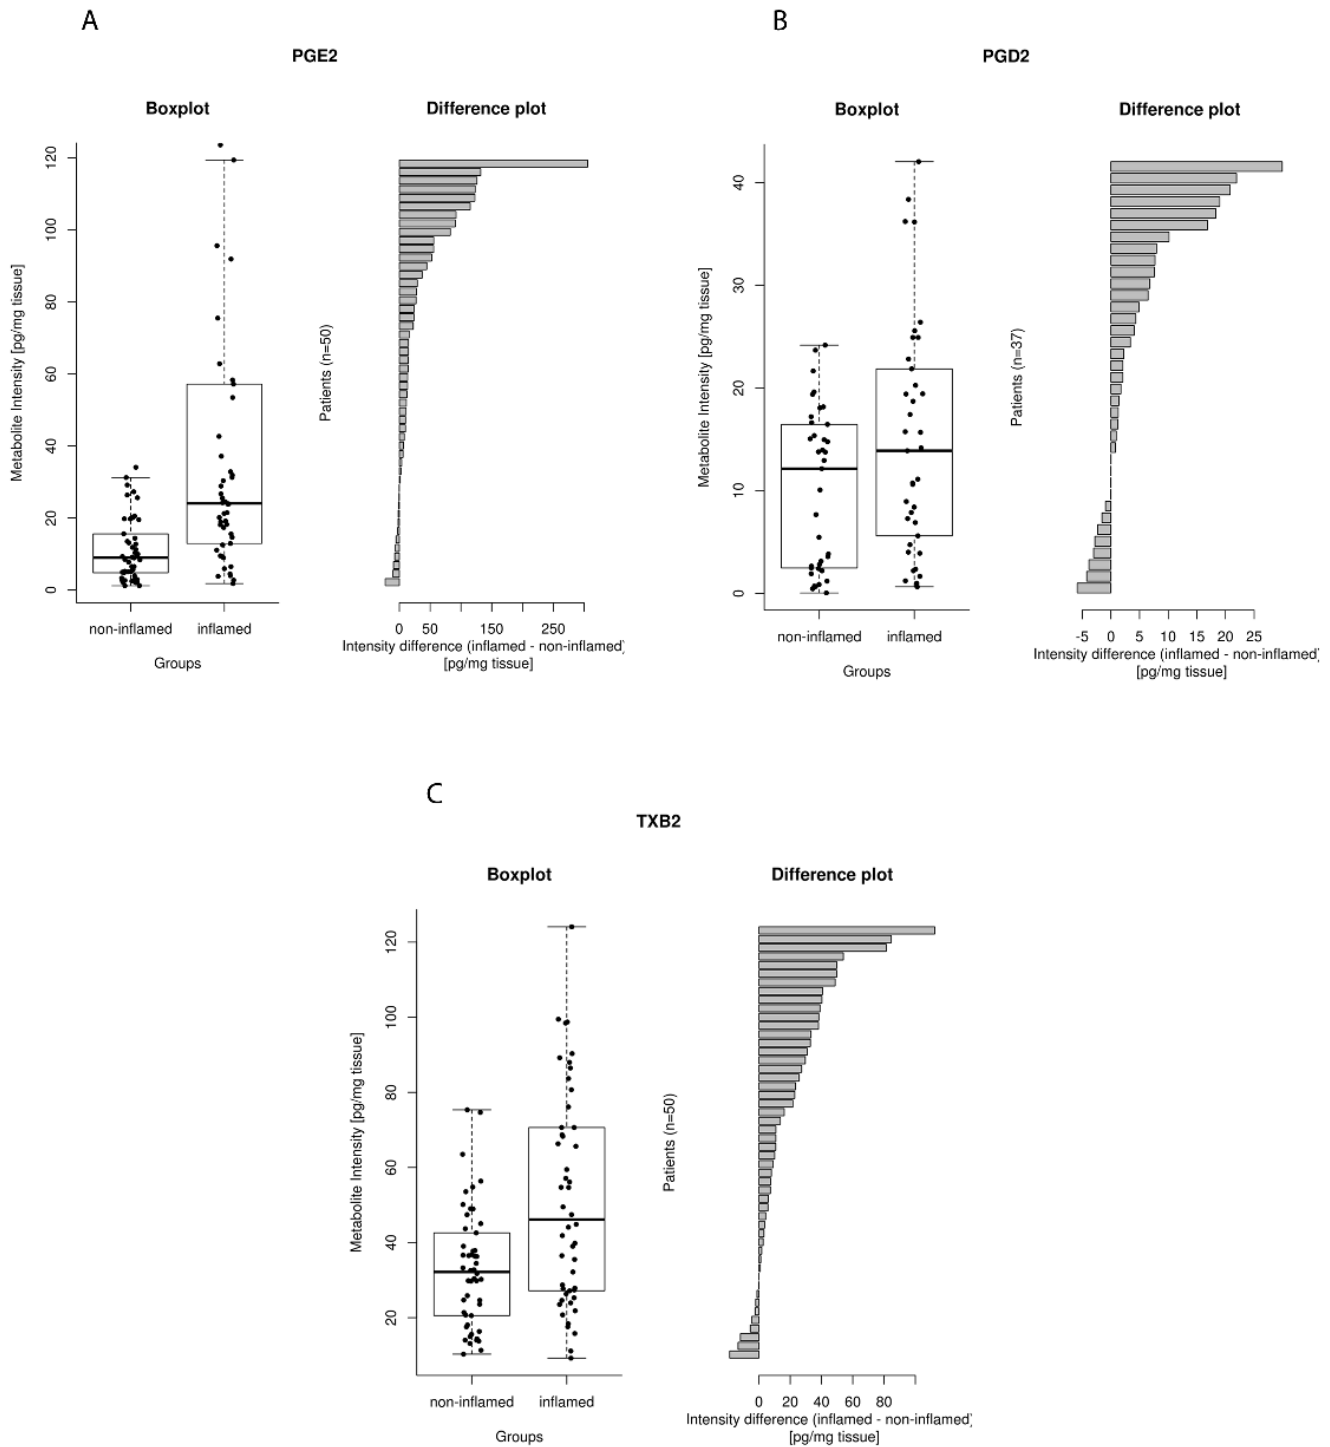 A
PGE2
Boxplot
Difference plot
Metabolite Intensity [pg/mg tissue]
0
20
40
60
80
100
120
non-inflamed
inflamed
Groups
Patients (n=50)
0
50
150
250
Intensity difference (inflamed - non-inflamed)
[pg/mg tissue]
B
PGD2
Boxplot
Difference plot
Metabolite Intensity [pg/mg tissue]
0
10
20
30
40
non-inflamed
inflamed
Groups
Patients (n=37)
-5
0
5
10
15
20
25
Intensity difference (inflamed - non-inflamed)
[pg/mg tissue]
C
TXB2
Boxplot
Difference plot
Metabolite Intensity [pg/mg tissue]
20
40
60
80
100
120
non-inflamed
inflamed
Groups
Patients (n=50)
0
20
40
60
80
Intensity difference (inflamed - non-inflamed)
[pg/mg tissue]